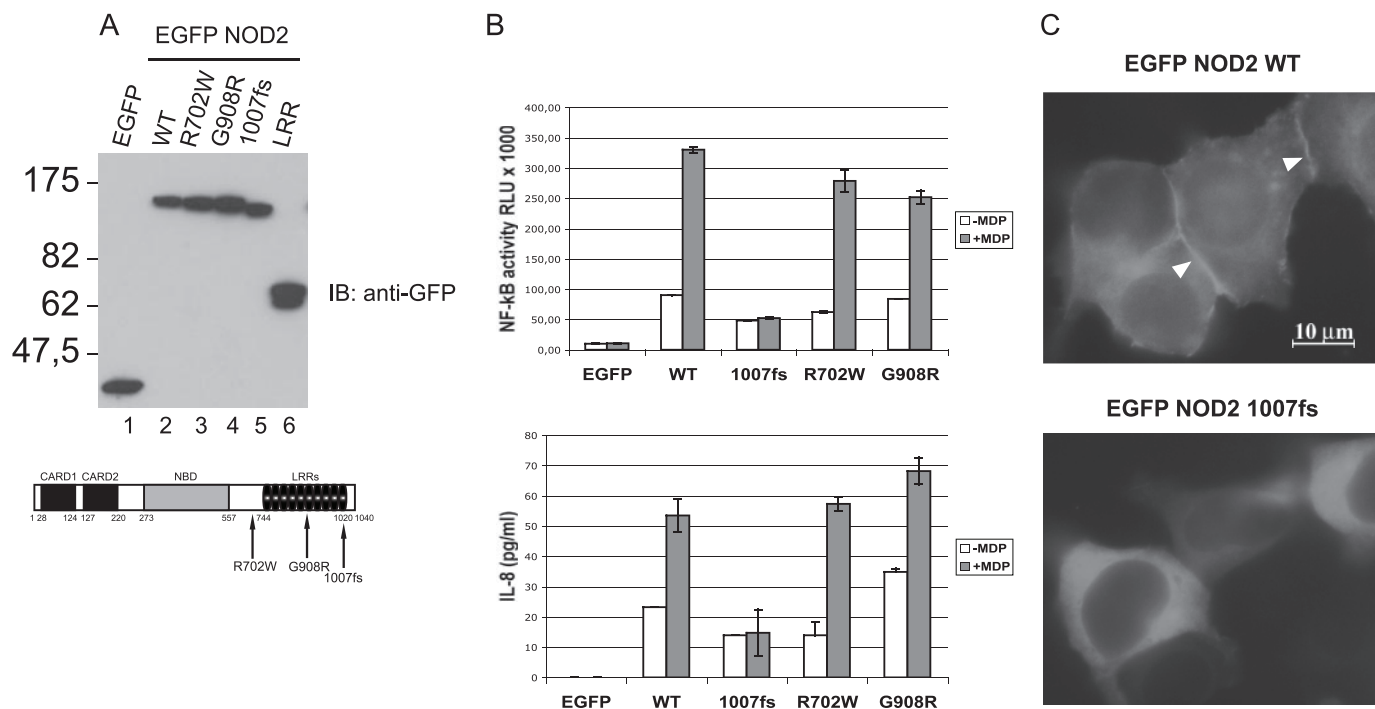 A
EGFP NOD2
EGFP
WT
R702W
G908R
1007fs
LRR
175
82
62
47,5
IB: anti-GFP
1 2 3 4 5 6
CARD1 CARD2 NBD LRRs
1 28 124 127 220 273 557 744 1020 1040
R702W
G908R
1007fs
B
NF-kB activity RLU x 1000
400,00
350,00
300,00
250,00
200,00
150,00
100,00
50,00
0,00
EGFP WT 1007fs R702W G908R
-MDP
+MDP
IL-8 (pg/ml)
80
70
60
50
40
30
20
10
0
EGFP WT 1007fs R702W G908R
-MDP
+MDP
C
EGFP NOD2 WT
10 µm
EGFP NOD2 1007fs